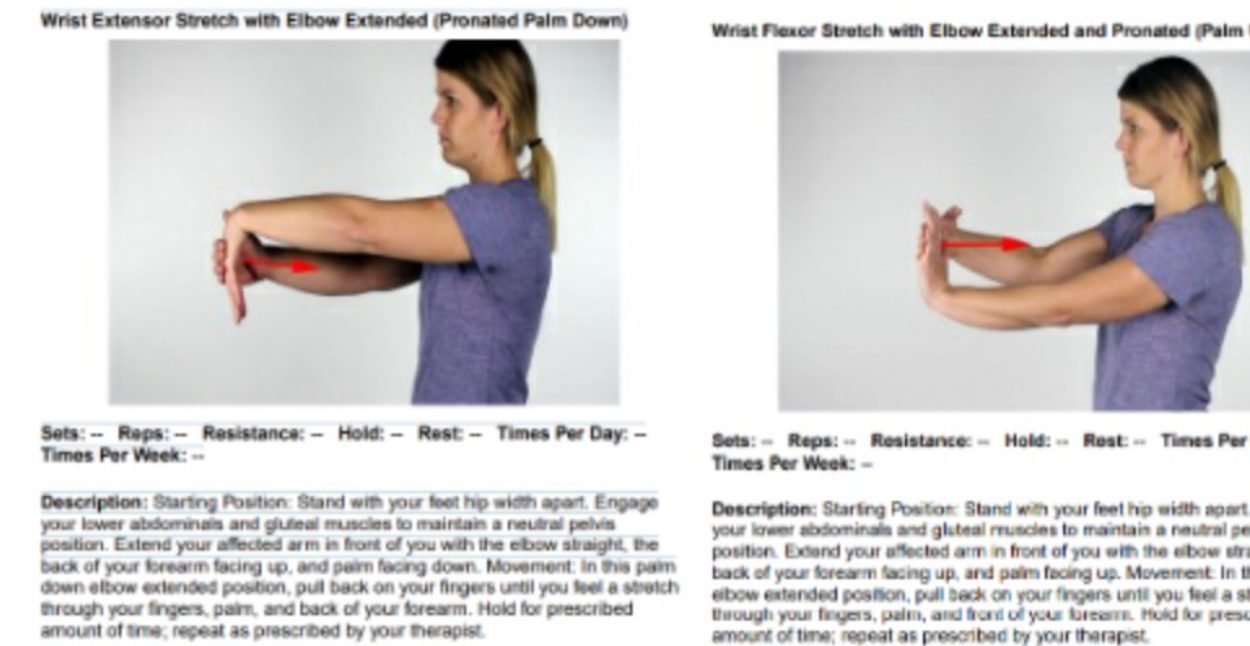 Wrist Extensor Stretch with Elbow Extended (Pronated Palm Down)
Sets: -- Reps: -- Resistance: -- Hold: -- Rest: -- Times Per Day: --
Times Per Week: --
Description: Starting Position: Stand with your feet hip width apart. Engage
your lower abdominals and gluteal muscles to maintain a neutral pelvis
position. Extend your affected arm in front of you with the elbow straight, the
back of your forearm facing up, and palm facing down. Movement: In this palm
down elbow extended position, pull back on your fingers until you feel a stretch
through your fingers, palm, and back of your forearm. Hold for prescribed
amount of time; repeat as prescribed by your therapist.
Wrist Flexor Stretch with Elbow Extended and Pronated (Palm
Sets: -- Reps: -- Resistance: -- Hold: -- Rest: -- Times Per
Times Per Week: --
Description: Starting Position: Stand with your feet hip width apart.
your lower abdominals and gluteal muscles to maintain a neutral
position. Extend your affected arm in front of you with the elbow
back of your forearm facing up, and palm facing up. Movement: In
elbow extended position, pull back on your fingers until you feel a
through your fingers, palm, and front of your forearm. Hold for
amount of time; repeat as prescribed by your therapist.